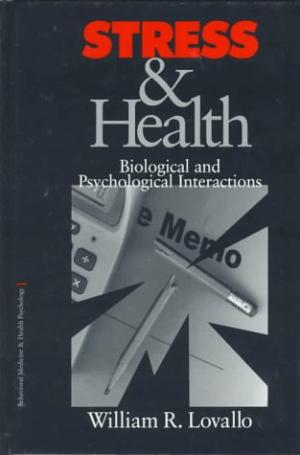 STRESS
&
Health
Biological and
Psychological Interactions
e Memo
Behavioral Medicine & Health Psychology 1
William R. Lovallo